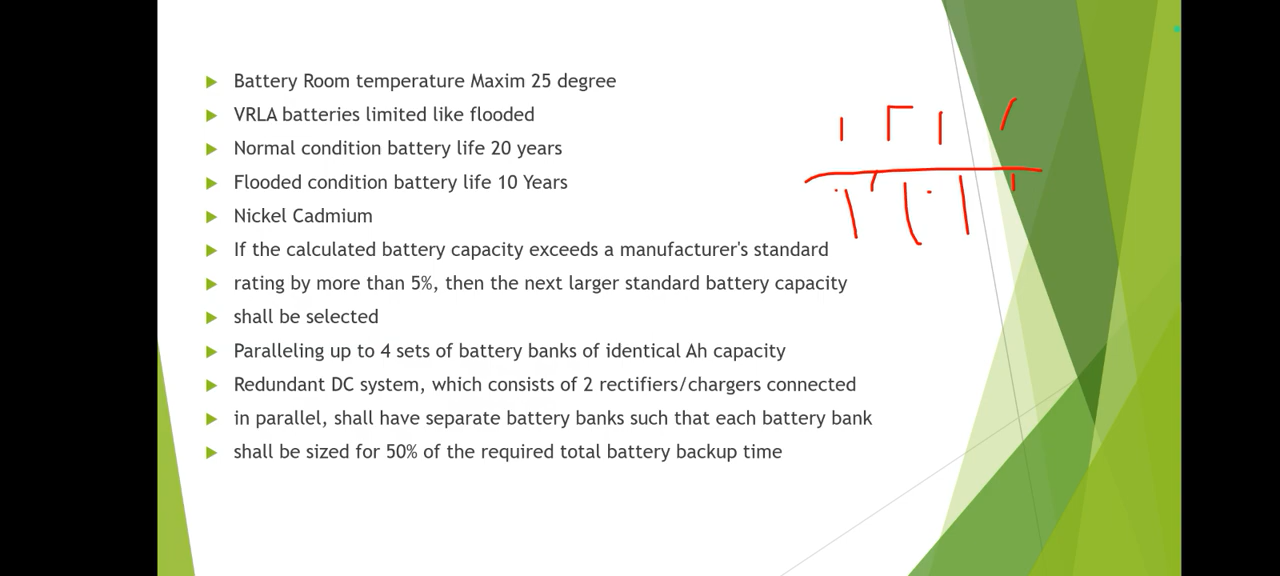 Battery Room temperature Maxim 25 degree
VRLA batteries limited like flooded
Normal condition battery life 20 years
Flooded condition battery life 10 Years
Nickel Cadmium
If the calculated battery capacity exceeds a manufacturer's standard
rating by more than 5%, then the next larger standard battery capacity
shall be selected
Paralleling up to 4 sets of battery banks of identical Ah capacity
Redundant DC system, which consists of 2 rectifiers/chargers connected
in parallel, shall have separate battery banks such that each battery bank
shall be sized for 50% of the required total battery backup time